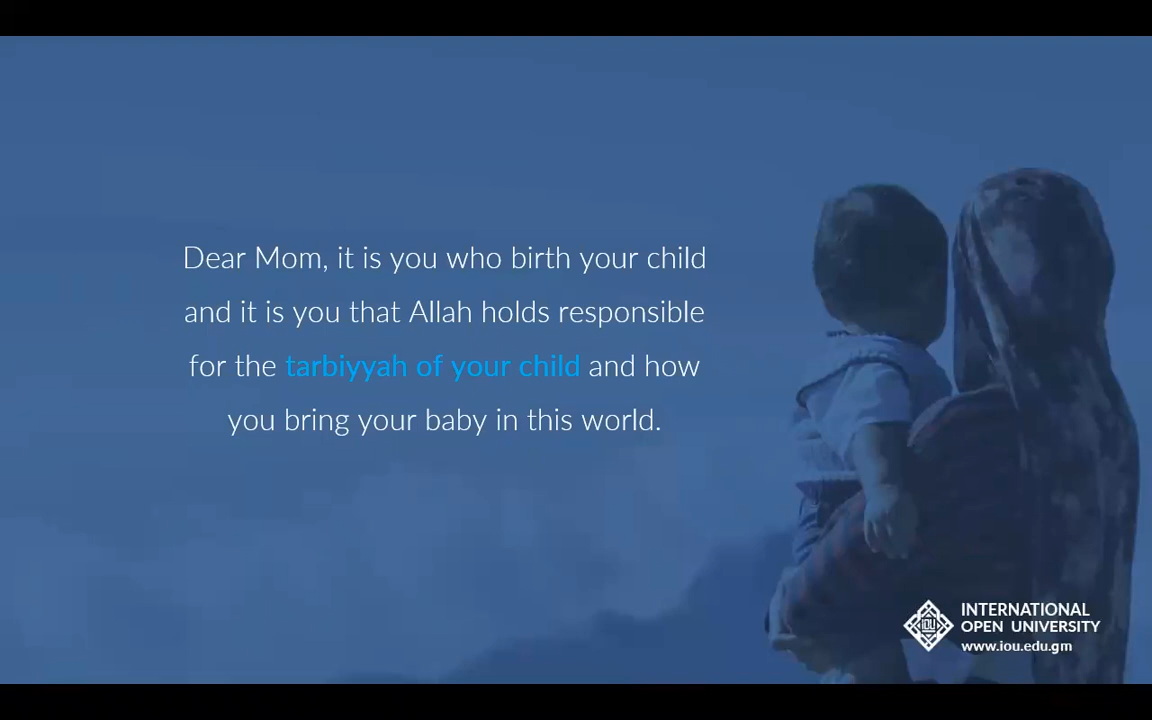 Dear Mom, it is you who birth your child
and it is you that Allah holds responsible
for the tarbiyyah of your child and how
you bring your baby in this world.
IOU
INTERNATIONAL
OPEN UNIVERSITY
www.iou.edu.gm